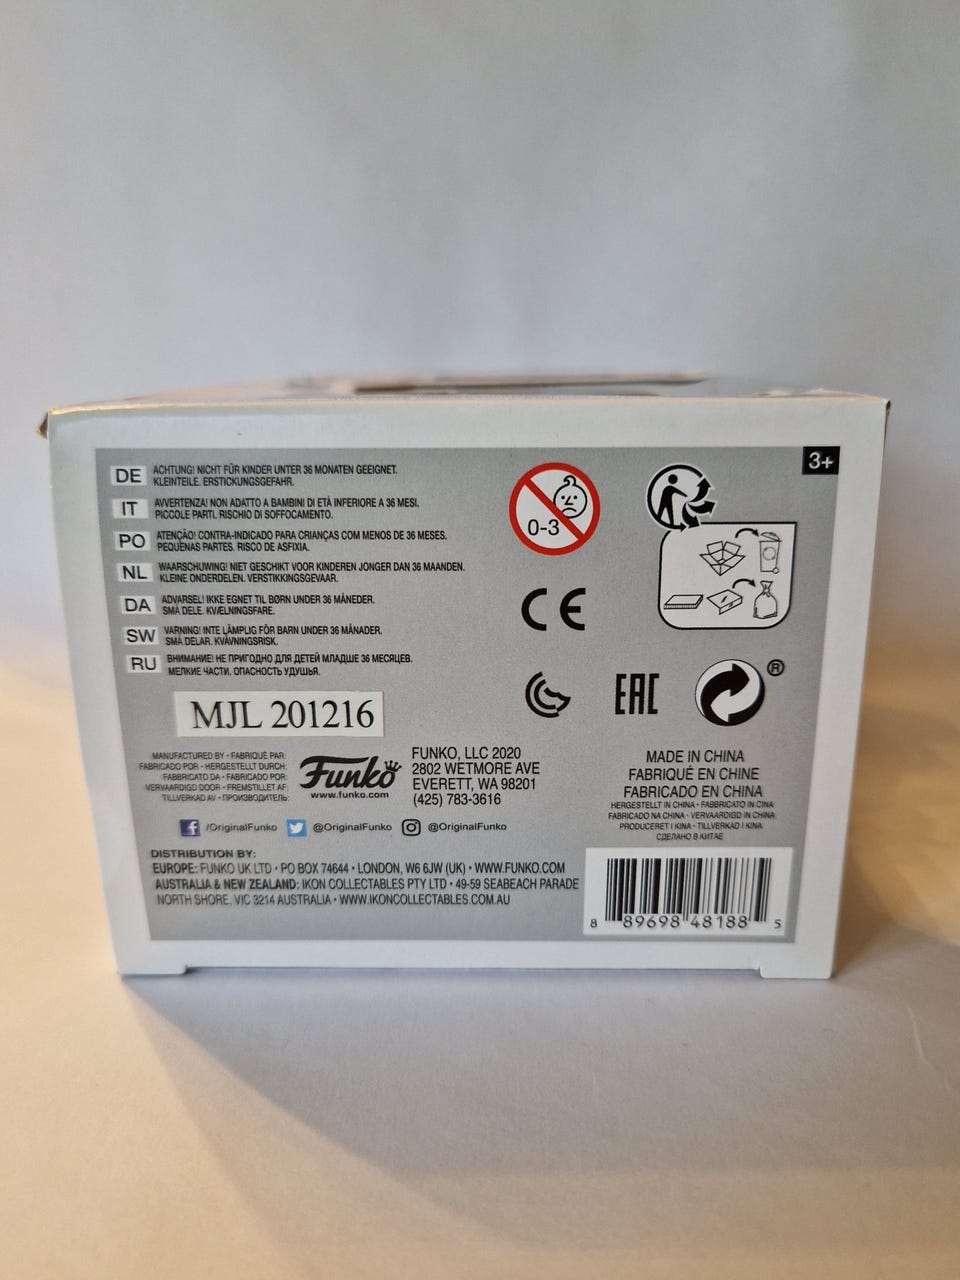 3+
DE ACHTUNG! NICHT FÜR KINDER UNTER 36 MONATEN GEEIGNET.
KLEINTEILE. ERSTICKUNGSGEFAHR.
IT AVVERTENZA! NON ADATTO A BAMBINI DI ETÀ INFERIORE A 36 MESI.
PICCOLE PARTI. RISCHIO DI SOFFOCAMENTO.
PO ATENÇÃO! CONTRA-INDICADO PARA CRIANÇAS COM MENOS DE 36 MESES.
PEQUENAS PARTES. RISCO DE ASFIXIA.
NL WAARSCHUWING! NIET GESCHIKT VOOR KINDEREN JONGER DAN 36 MAANDEN.
KLEINE ONDERDELEN. VERSTIKKINGSGEVAAR.
DA ADVARSEL! IKKE EGNET TIL BØRN UNDER 36 MÅNEDER.
SMÅ DELE. KVÆLNINGSFARE.
SW VARNING! INTE LÄMPLIG FÖR BARN UNDER 36 MÅNADER.
SMÅ DELAR. KVÄVNINGSRISK.
RU ВНИМАНИЕ! НЕ ПРИГОДНО ДЛЯ ДЕТЕЙ МЛАДШЕ 36 МЕСЯЦЕВ.
МЕЛКИЕ ЧАСТИ. ОПАСНОСТЬ УДУШЬЯ.
0-3
CE
EAC
®
MJL 201216
MANUFACTURED BY • FABRIQUÉ PAR:
FABRICADO POR • HERGESTELLT DURCH:
FABBRICATO DA • FABRICADO POR:
VERVAARDIGD DOOR • FREMSTILLET AF:
TILLVERKAD AV • ПРОИЗВОДИТЕЛЬ:
Funko
www.funko.com
FUNKO, LLC 2020
2802 WETMORE AVE
EVERETT, WA 98201
(425) 783-3616
MADE IN CHINA
FABRIQUÉ EN CHINE
FABRICADO EN CHINA
HERGESTELLT IN CHINA • FABBRICATO IN CINA
FABRICADO NA CHINA • VERVAARDIGD IN CHINA
PRODUCERET I KINA • TILLVERKAD I KINA
СДЕЛАНО В КИТАЕ
/OriginalFunko @OriginalFunko @OriginalFunko
DISTRIBUTION BY:
EUROPE: FUNKO UK LTD • PO BOX 74644 • LONDON, W6 6JW (UK) • WWW.FUNKO.COM
AUSTRALIA & NEW ZEALAND: IKON COLLECTABLES PTY LTD • 49-59 SEABEACH PARADE
NORTH SHORE, VIC 3214 AUSTRALIA • WWW.IKONCOLLECTABLES.COM.AU
8 89698 48188 5